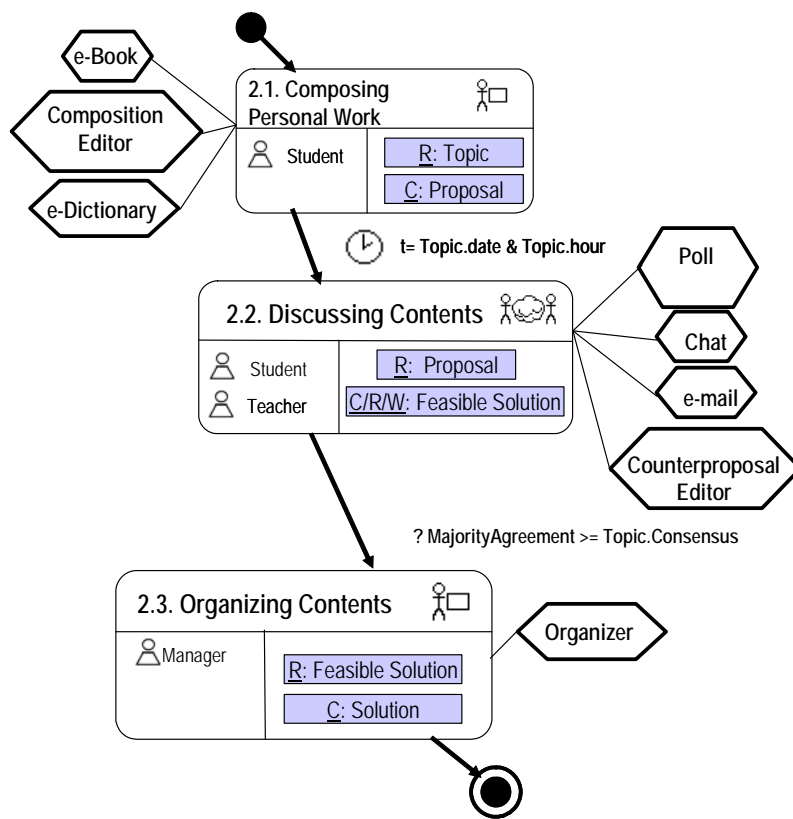 e-Book
Composition
Editor
e-Dictionary
2.1. Composing
Personal Work
Student
R: Topic
C: Proposal
t= Topic.date & Topic.hour
2.2. Discussing Contents
Student
Teacher
R: Proposal
C/R/W: Feasible Solution
Poll
Chat
e-mail
Counterproposal
Editor
? MajorityAgreement >= Topic.Consensus
2.3. Organizing Contents
Manager
R: Feasible Solution
C: Solution
Organizer